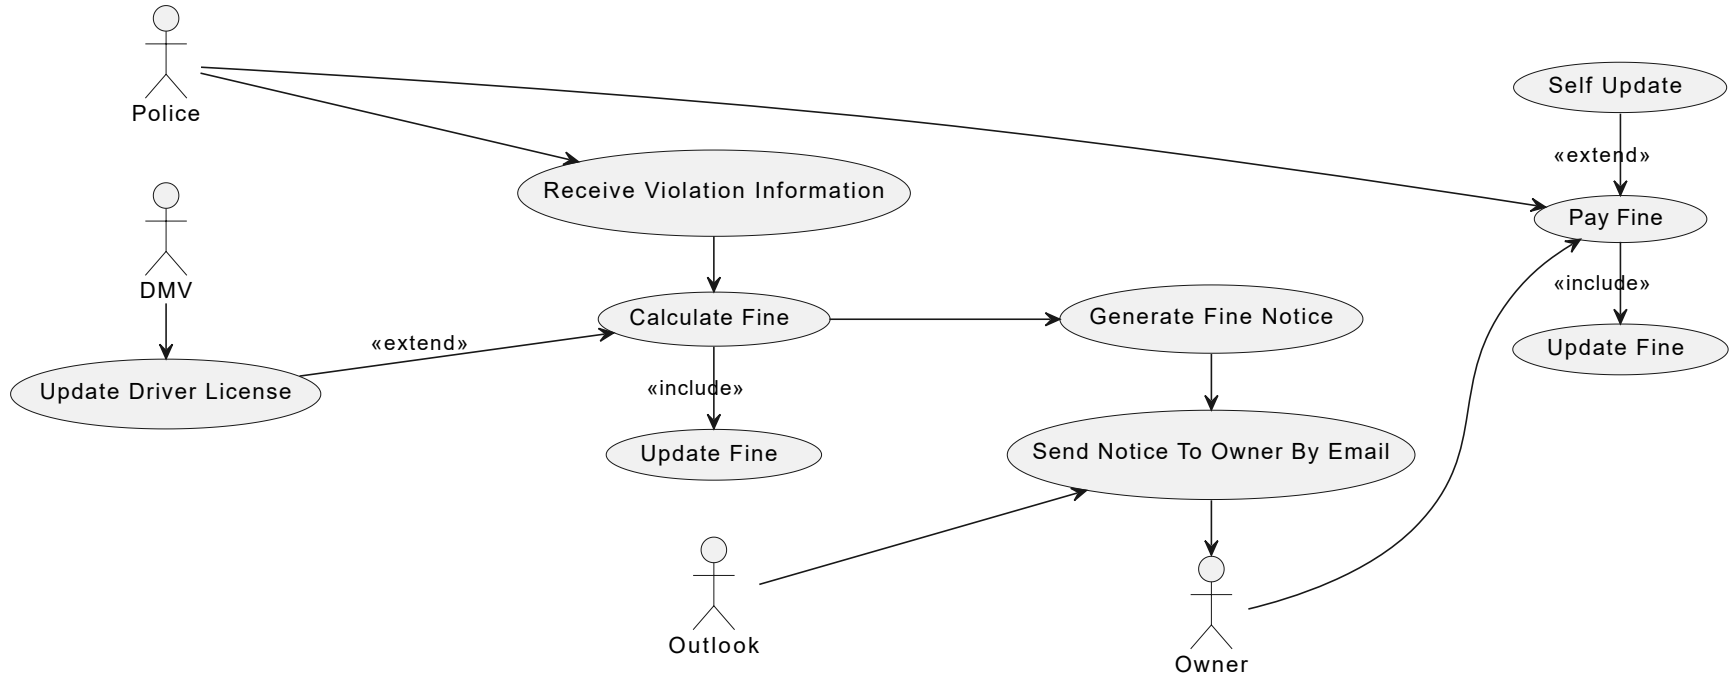 Police
Self Update
«extend»
Receive Violation Information
Pay Fine
DMV
«include»
Calculate Fine
Generate Fine Notice
«extend»
Update Fine
Update Driver License
«include»
Update Fine
Send Notice To Owner By Email
Outlook
Owner